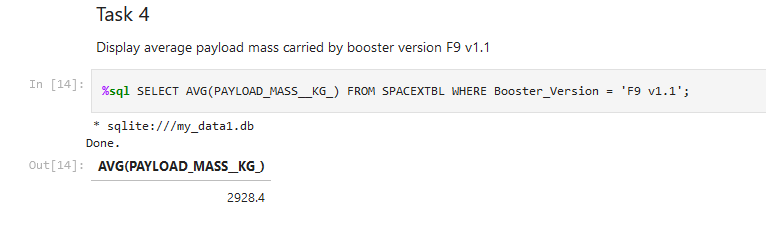 Task 4
Display average payload mass carried by booster version F9 v1.1
In [14]: %sql SELECT AVG(PAYLOAD_MASS__KG_) FROM SPACEXTBL WHERE Booster_Version = 'F9 v1.1';
* sqlite:///my_data1.db
Done.
Out[14]: AVG(PAYLOAD_MASS__KG_)
2928.4